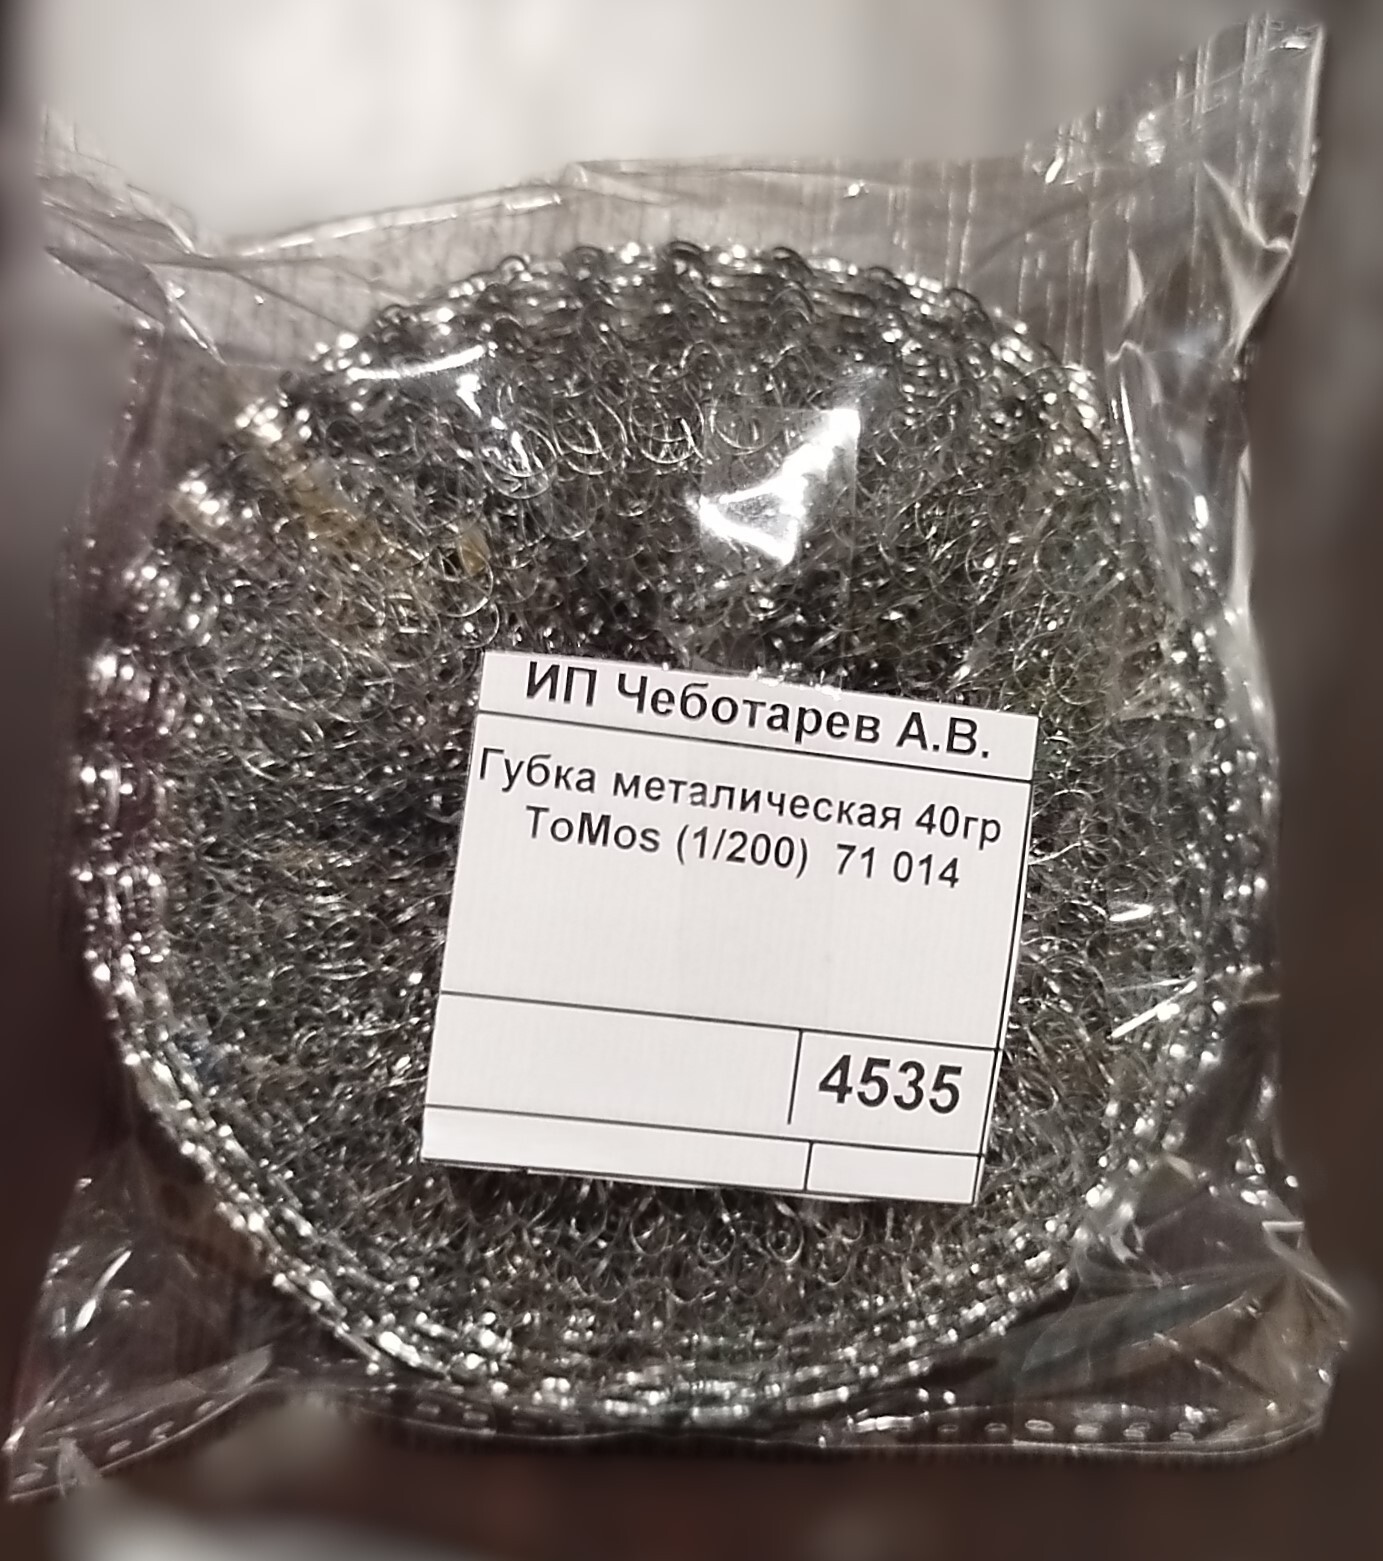 ИП Чеботарев А.В.
Губка металическая 40гр
ToMos (1/200) 71 014
4535